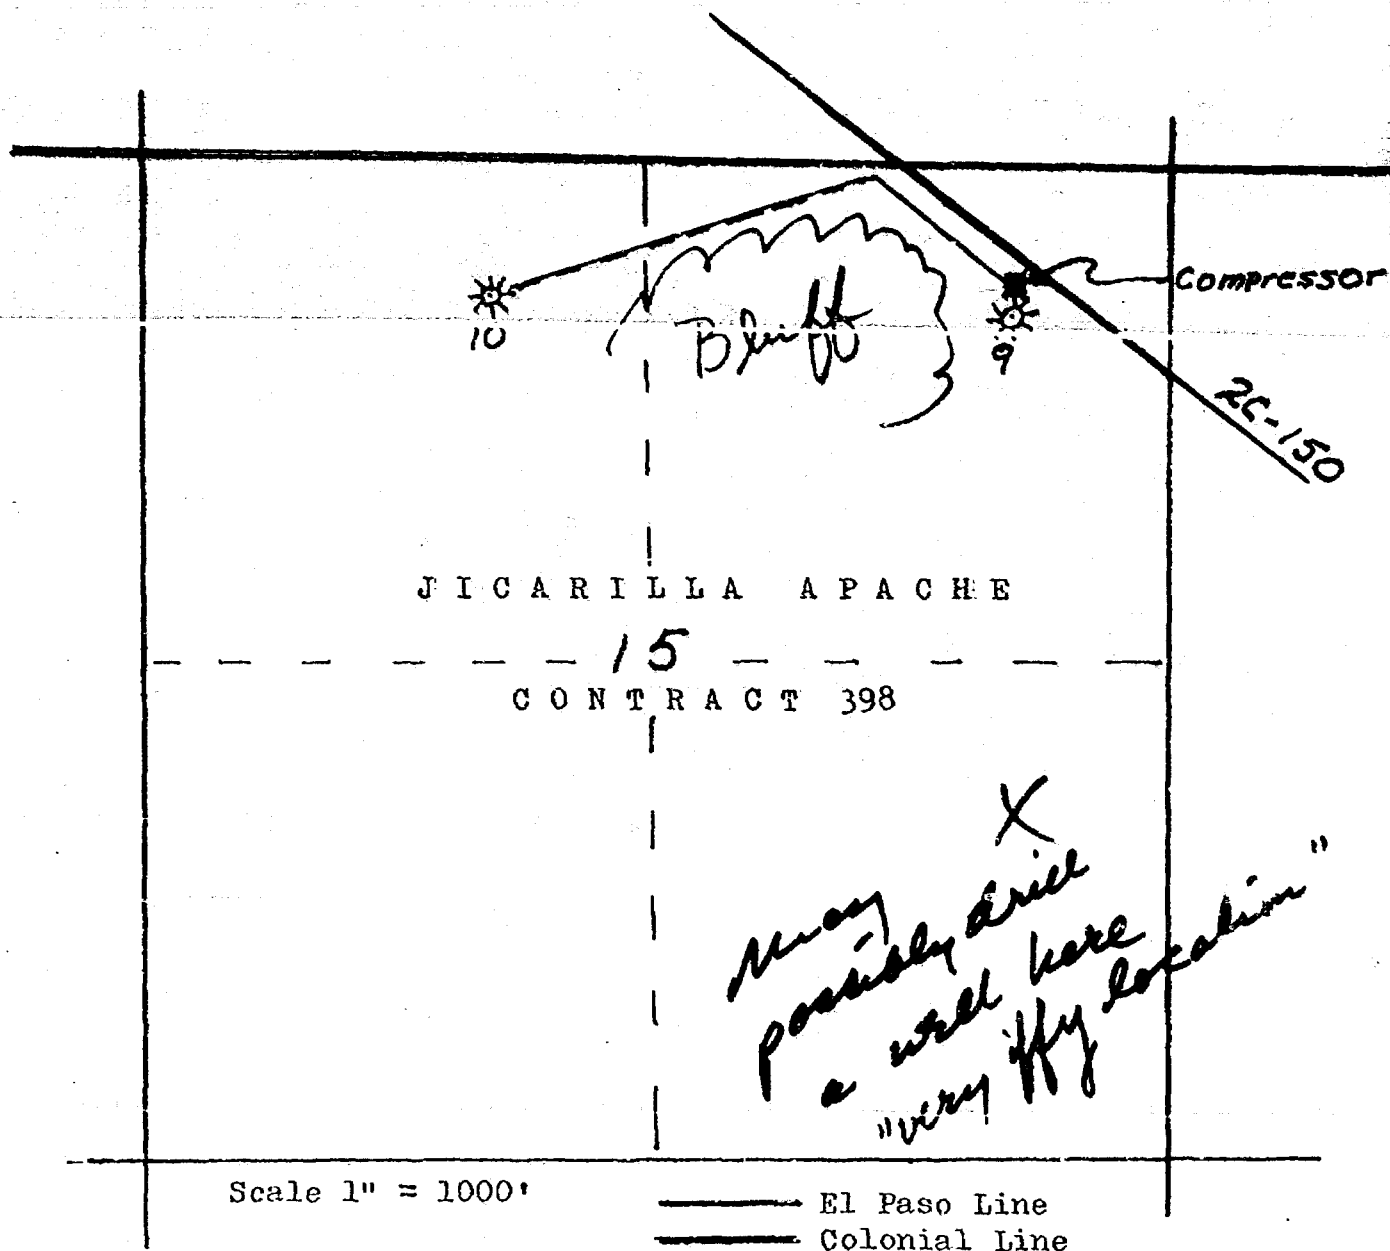 Compressor
10
Bluff
9
2C-150
JICARILLA APACHE
15
CONTRACT 398
X
May
possibly drill
a well here
"very iffy location"
Scale 1" = 1000'
El Paso Line
Colonial Line